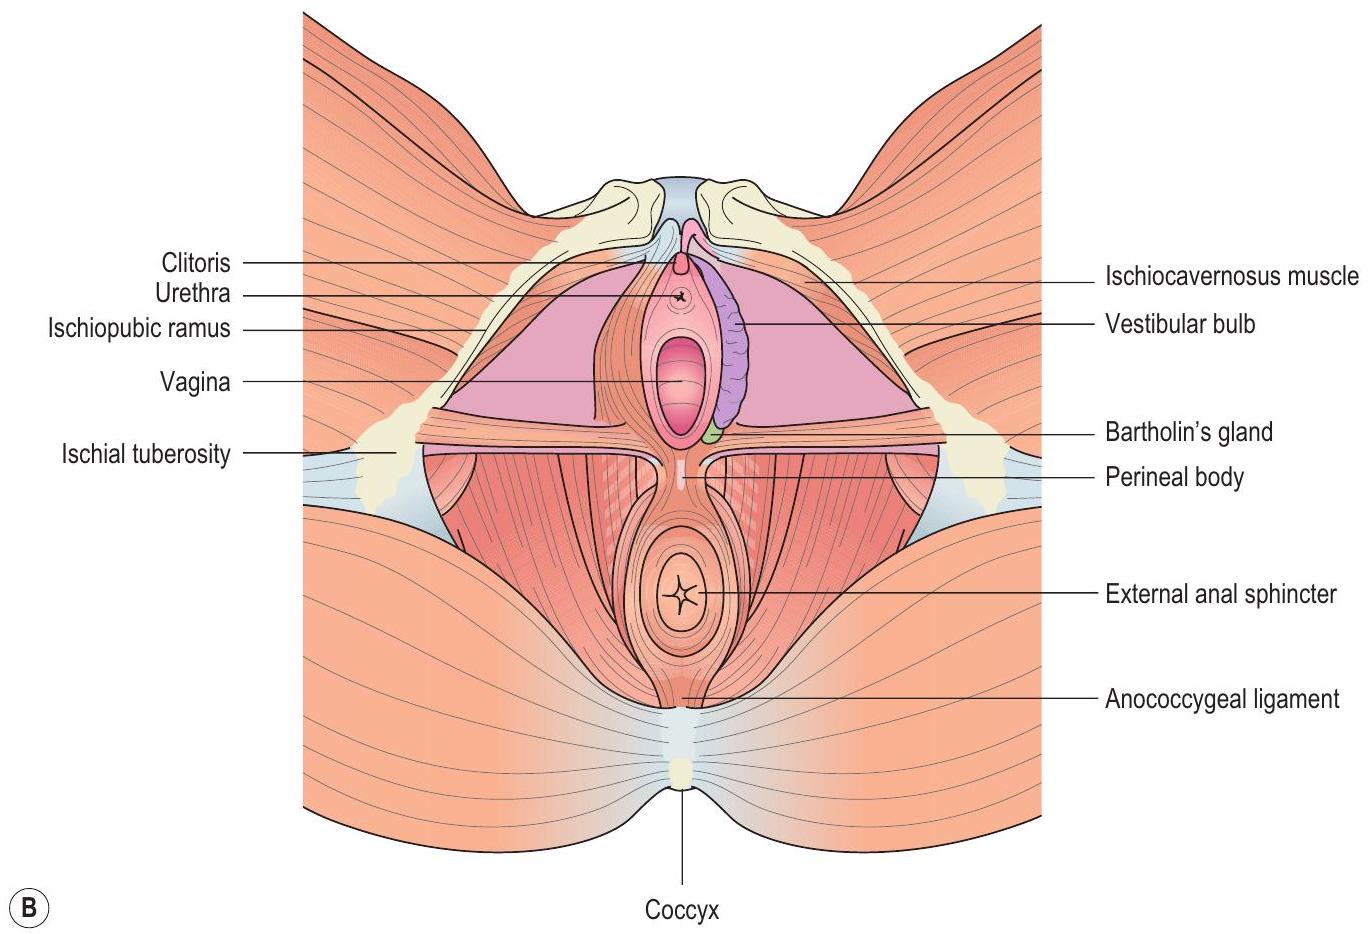 Clitoris
Urethra
Ischiopubic ramus
Vagina
Ischial tuberosity
Ischiocavernosus muscle
Vestibular bulb
Bartholin’s gland
Perineal body
External anal sphincter
Anococcygeal ligament
Coccyx
B